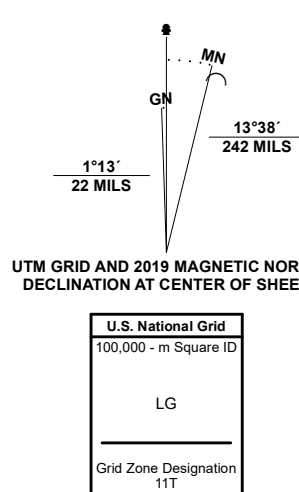 MN
GN
13°38´
242 MILS
1°13´
22 MILS
UTM GRID AND 2019 MAGNETIC NOR
DECLINATION AT CENTER OF SHEE
U.S. National Grid
100,000 - m Square ID
LG
Grid Zone Designation
11T